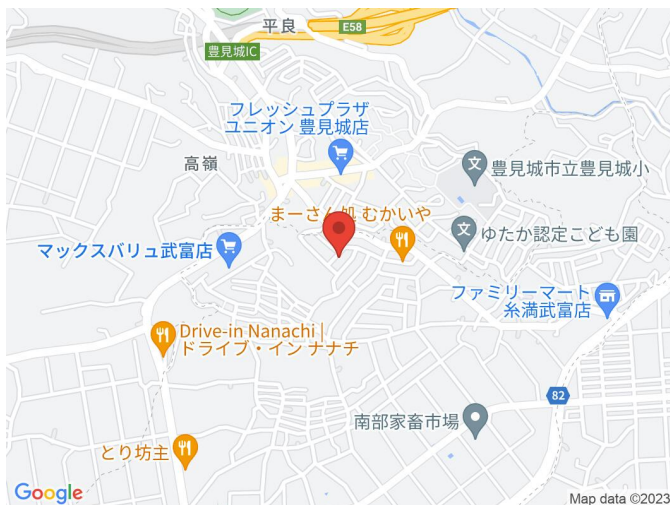 平良
E58
豊見城IC
フレッシュプラザ
ユニオン 豊見城店
高嶺
豊見城市立豊見城小
まーさん処 むかいや
マックスバリュ武富店
ゆたか認定こども園
ファミリーマート
糸満武富店
Drive-in Nanachi |
ドライブ・イン ナナチ
82
南部家畜市場
とり坊主
Google
Map data ©2023